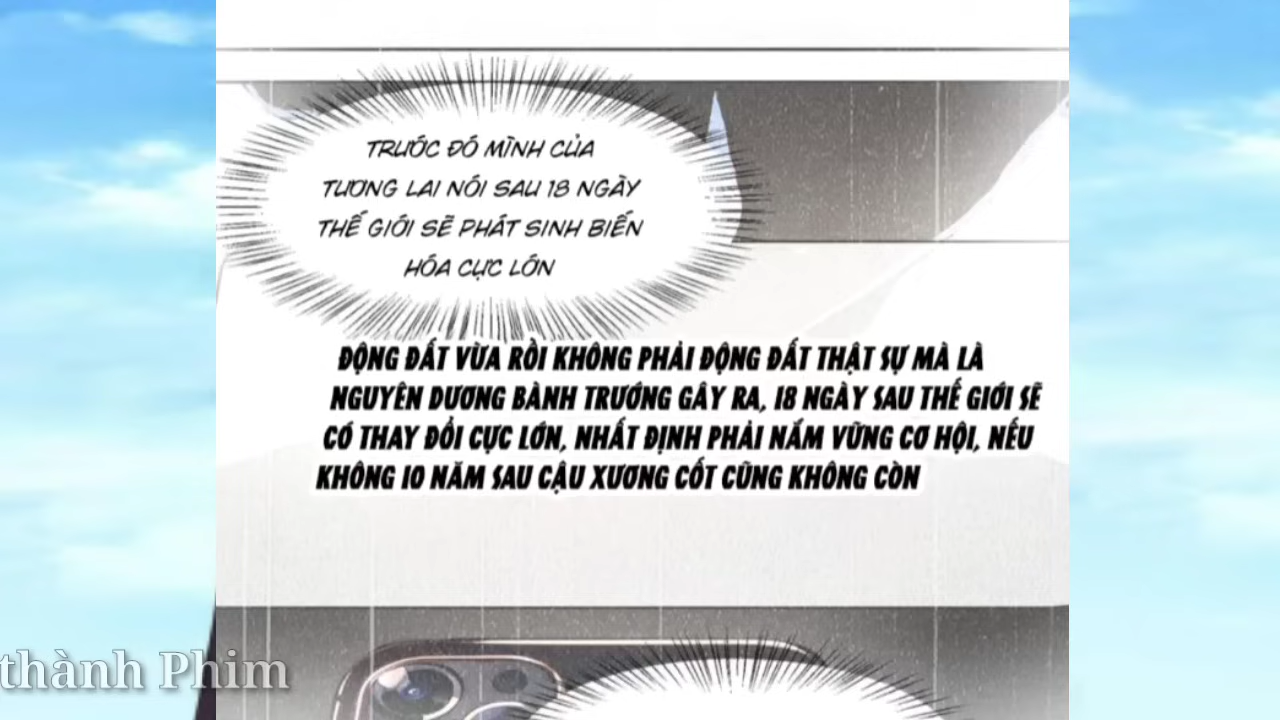 TRƯỚC ĐÓ MÌNH CỦA
TƯƠNG LAI NÓI SAU 18 NGÀY
THẾ GIỚI SẼ PHÁT SINH BIẾN
HÓA CỰC LỚN
ĐỘNG ĐẤT VỪA RỒI KHÔNG PHẢI ĐỘNG ĐẤT THẬT SỰ MÀ LÀ
NGUYÊN DƯƠNG BÀNH TRƯỚNG GÂY RA, 18 NGÀY SAU THẾ GIỚI SẼ
CÓ THAY ĐỔI CỰC LỚN, NHẤT ĐỊNH PHẢI NẮM VỮNG CƠ HỘI, NẾU
KHÔNG 10 NĂM SAU CẬU XƯƠNG CỐT CŨNG KHÔNG CÒN
thành Phim